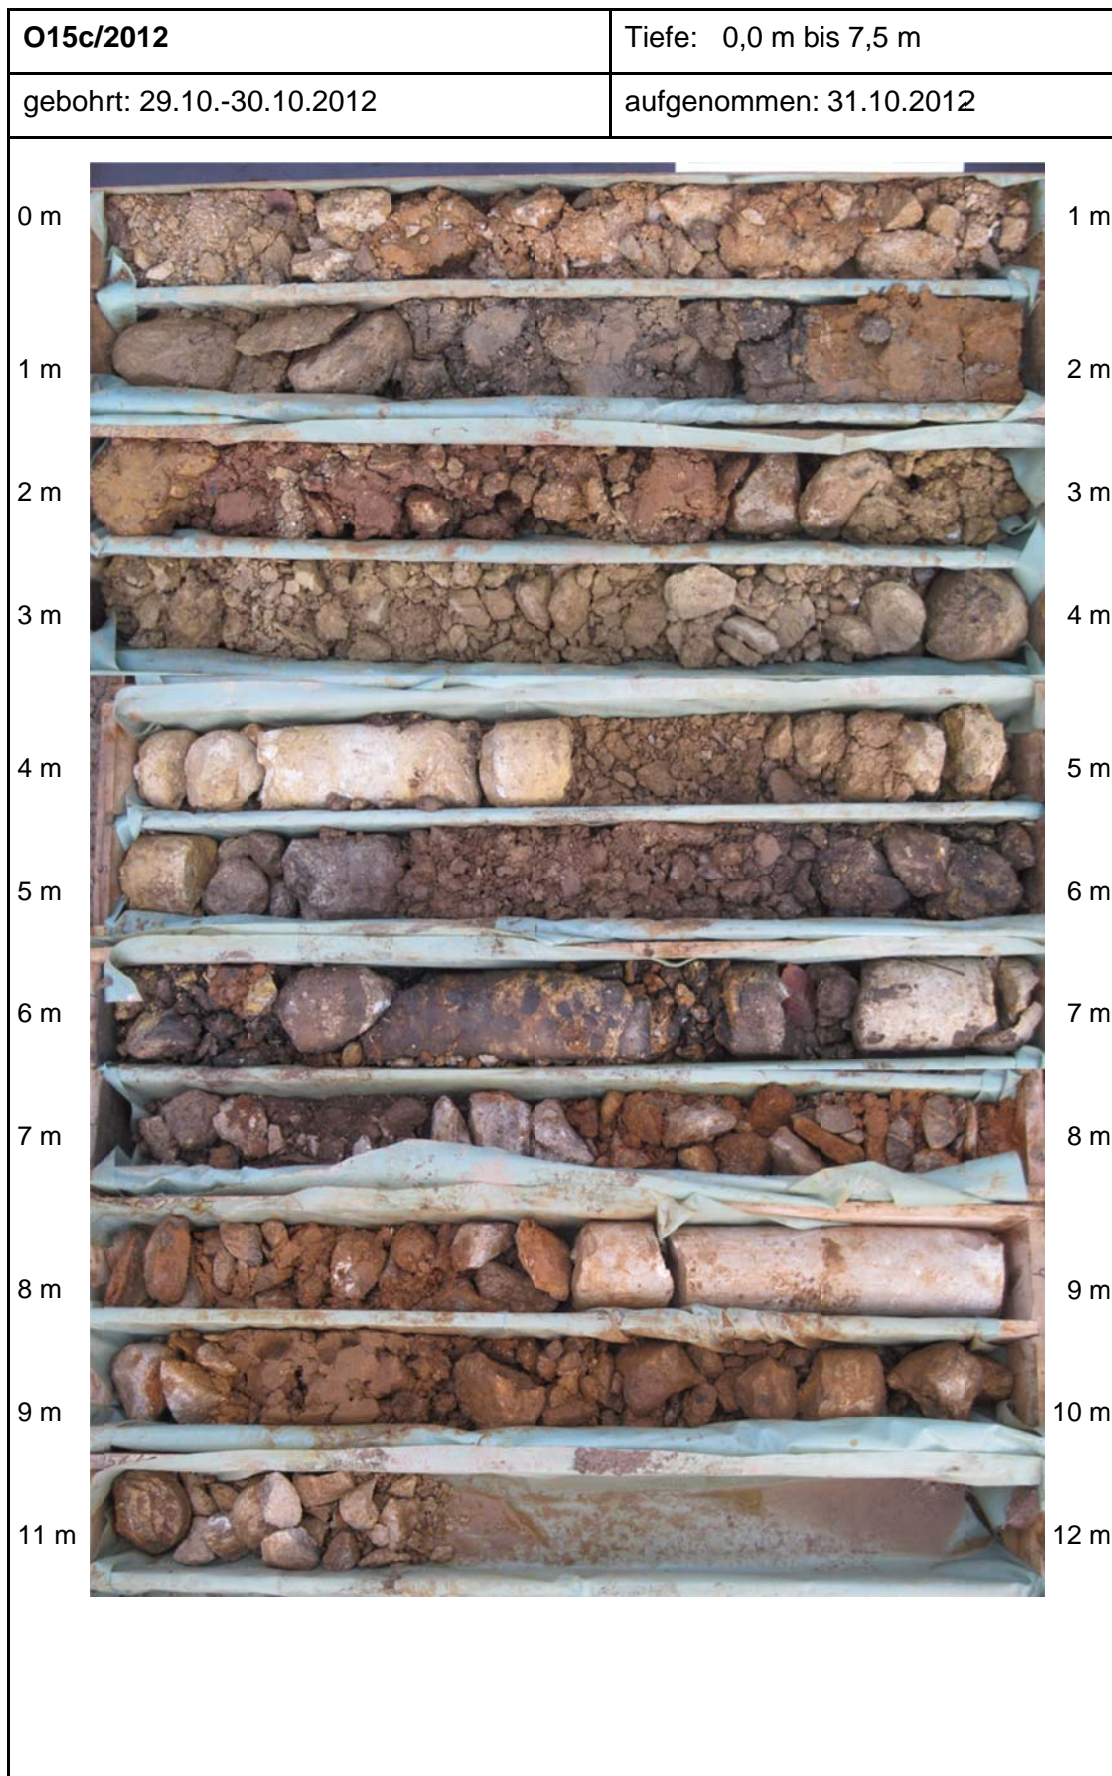 O15c/2012 Tiefe: 0,0 m bis 7,5 m
gebohrt: 29.10.-30.10.2012 aufgenommen: 31.10.2012
0 m 1 m
1 m 2 m
2 m 3 m
3 m 4 m
4 m 5 m
5 m 6 m
6 m 7 m
7 m 8 m
8 m 9 m
9 m 10 m
11 m 12 m